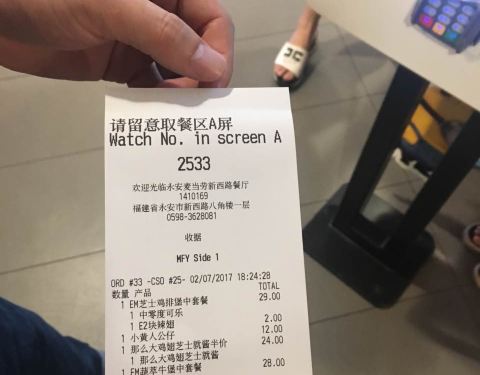 请留意取餐区A屏
Watch No. in screen A
2533
欢迎光临永安麦当劳新西路餐厅
1410169
福建省永安市新西路八角楼一层
0598-3628081
收据
MFY Side 1
ORD #33 -CSO #25- 02/07/2017 18:24:28
数量 产品 TOTAL
1 EM芝士鸡排堡中套餐 29.00
1 中零度可乐
1 E2块辣翅 2.00
1 小黄人公仔 12.00
1 那么大鸡翅芝士就酱半价 24.00
1 那么大鸡翅芝士就酱
1 EM菠萝牛堡中套餐 28.00